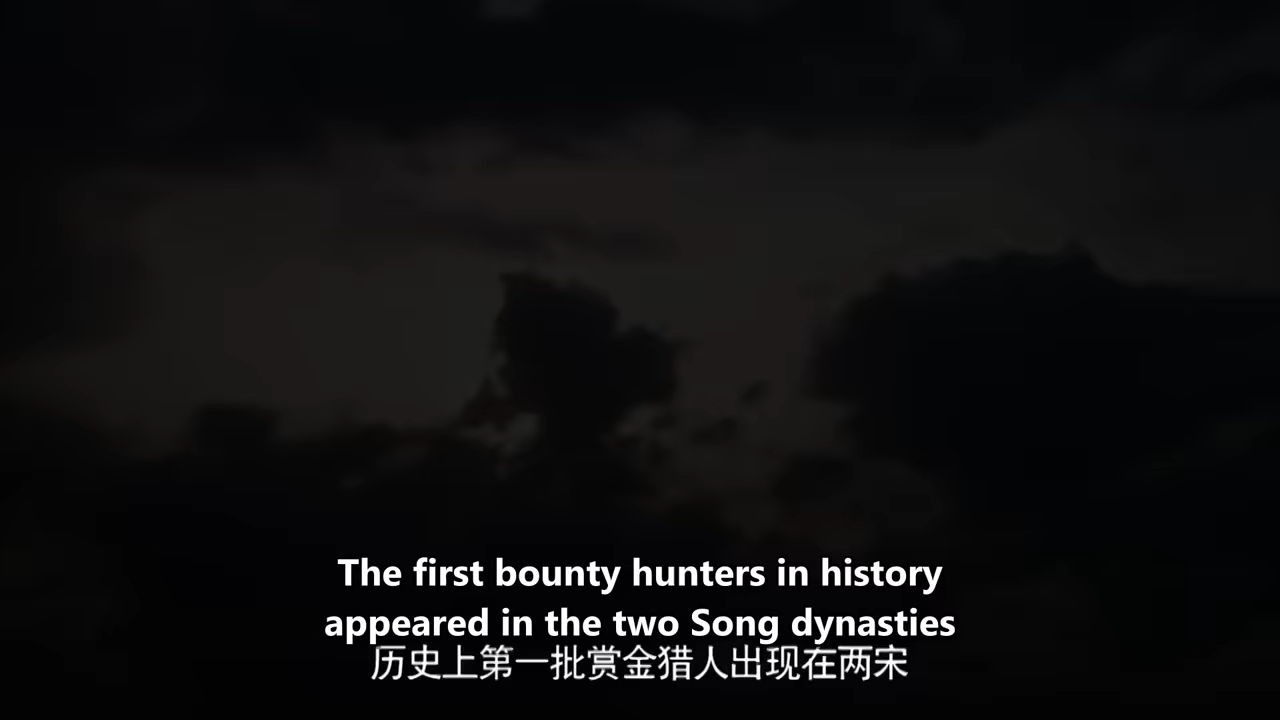 The first bounty hunters in history
appeared in the two Song dynasties
历史上第一批赏金猎人出现在两宋